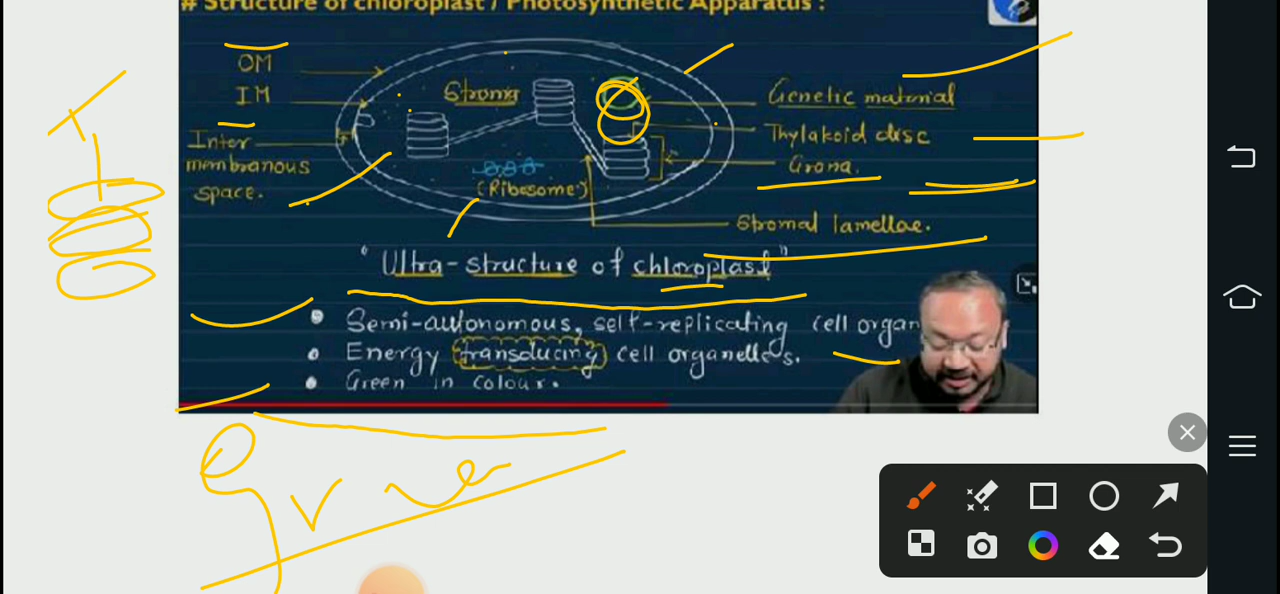 # Structure of chloroplast / Photosynthetic Apparatus :
OM
IM
Stroma
Genetic material
Inter
membranous
space.
Thylakoid disc
Grana.
(Ribosome)
Stromal lamellae.
"Ultra-structure of chloroplast"
Semi-autonomous, self-replicating cell organ
Energy transducing cell organelles.
Green in colour.